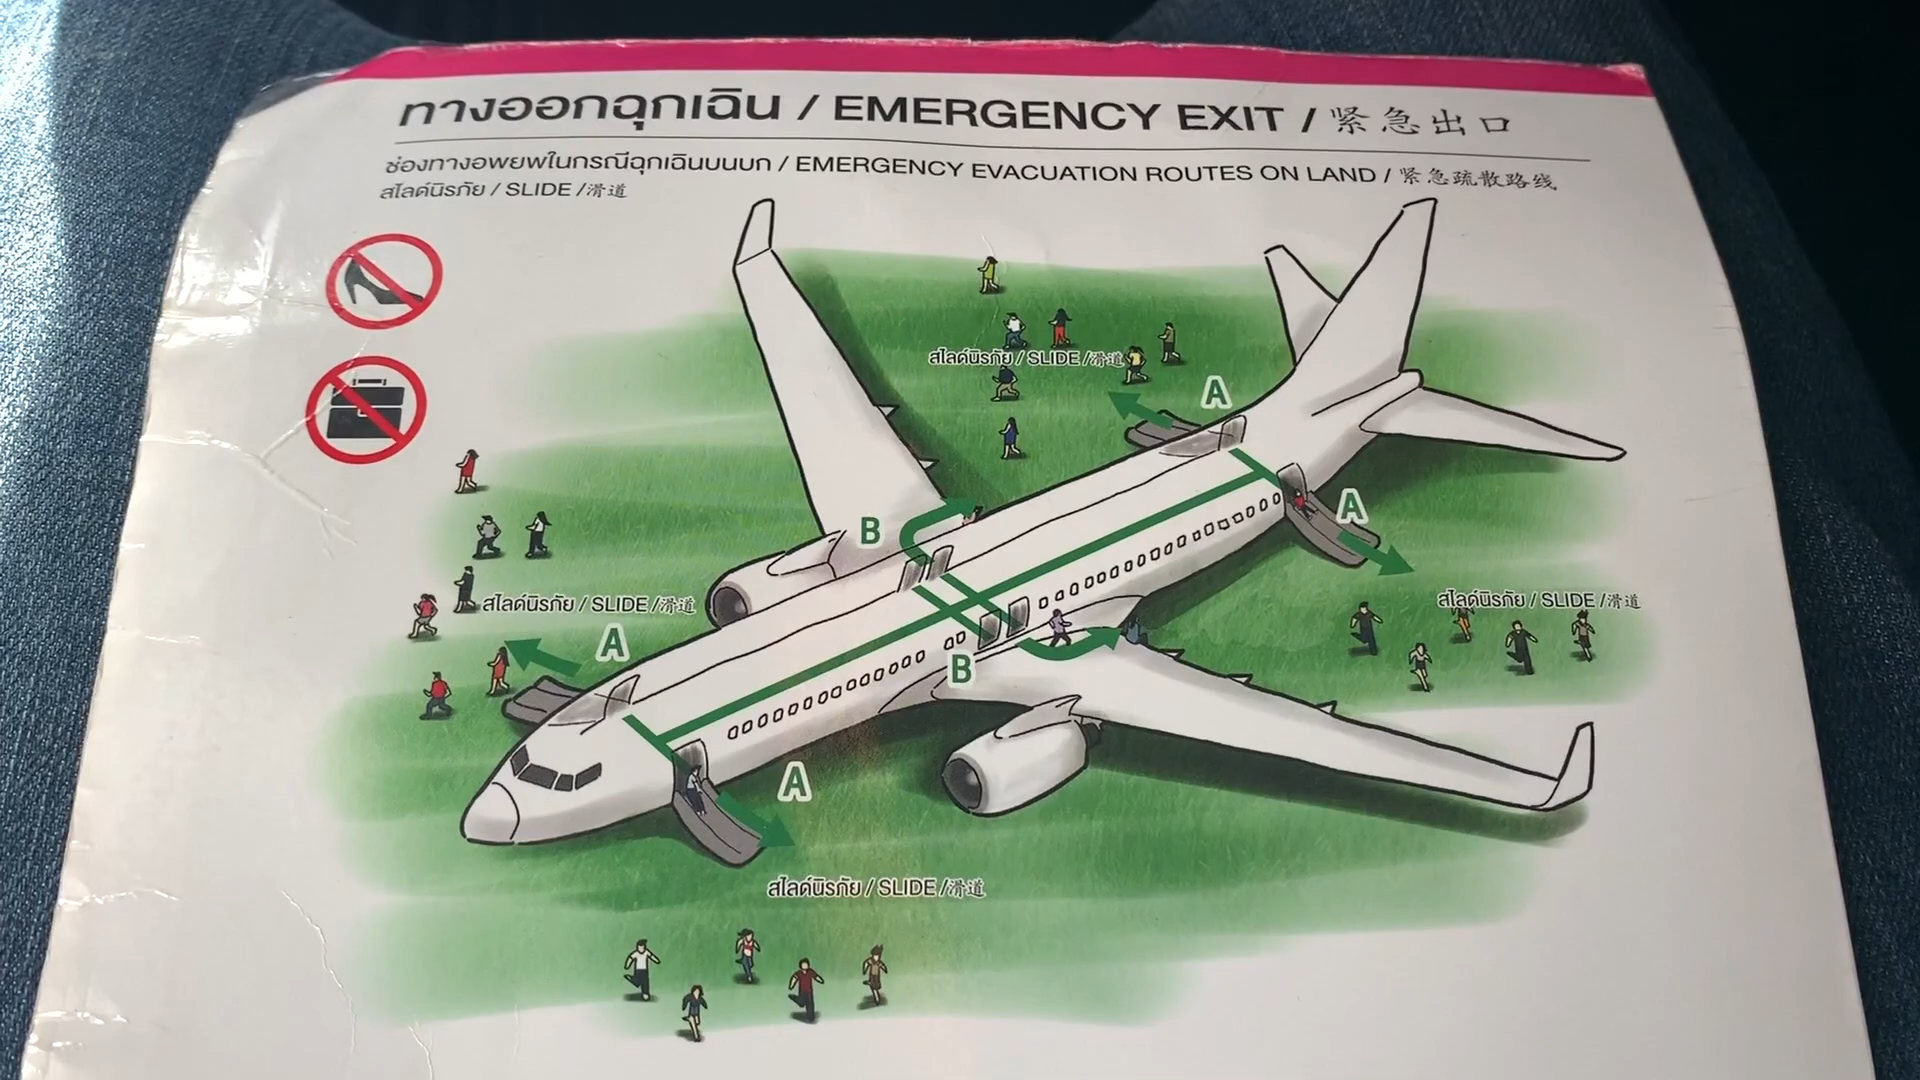 ทางออกฉุกเฉิน / EMERGENCY EXIT / 紧急出口
ช่องทางอพยพในกรณีฉุกเฉินบนบก / EMERGENCY EVACUATION ROUTES ON LAND / 紧急疏散路线
สไลด์นิรภัย / SLIDE /滑道
สไลด์นิรภัย / SLIDE /滑道
A
A
B
สไลด์นิรภัย / SLIDE /滑道
สไลด์นิรภัย / SLIDE /滑道
A
B
A
สไลด์นิรภัย / SLIDE /滑道